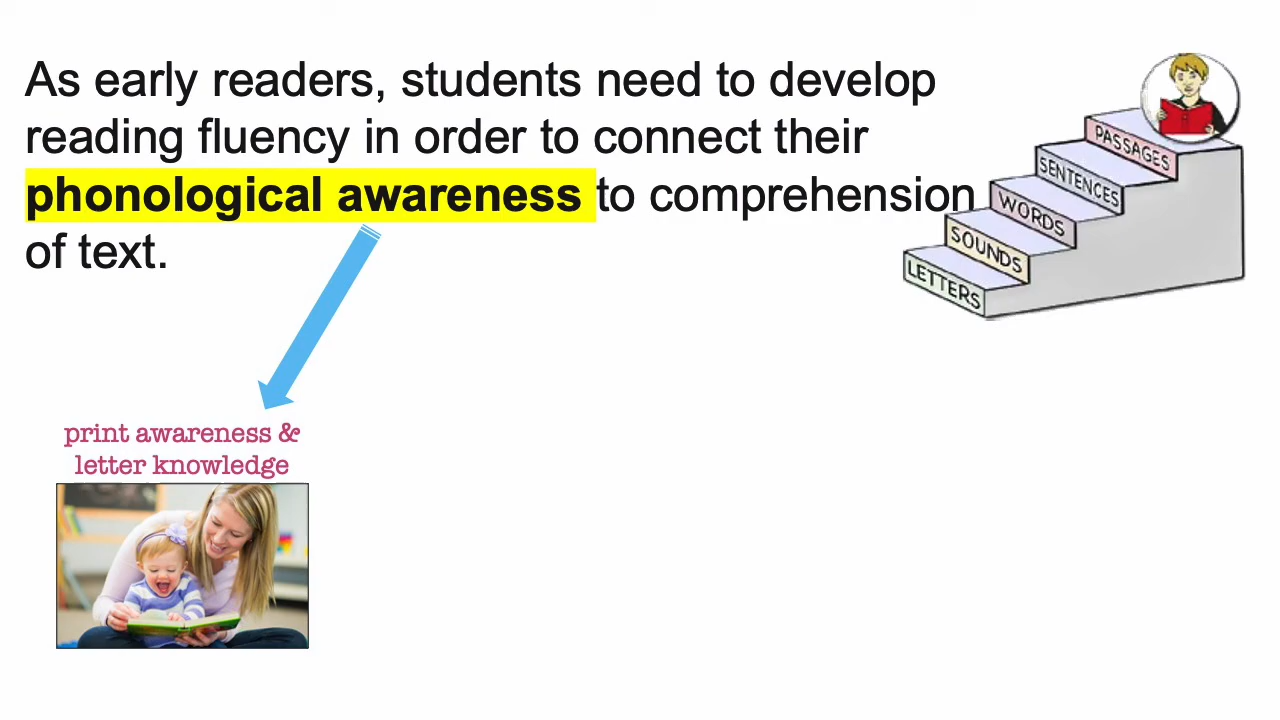 As early readers, students need to develop
reading fluency in order to connect their
phonological awareness to comprehension
of text.
PASSAGES
SENTENCES
WORDS
SOUNDS
LETTERS
print awareness &
letter knowledge